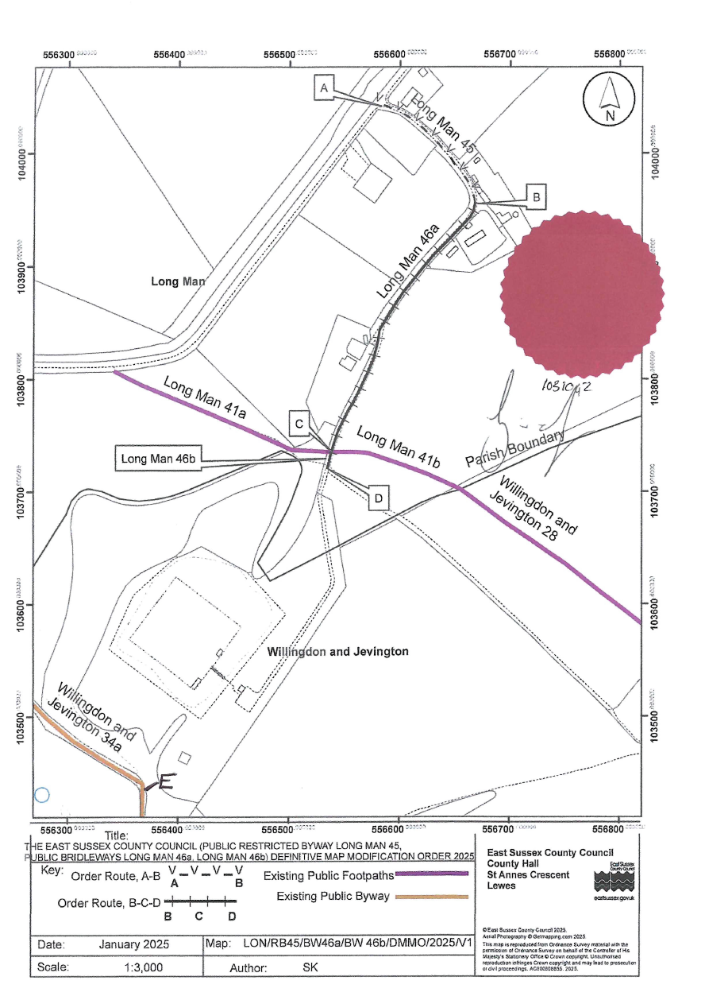 556300 556400 556500 556600 556700 556800
A
N
Long Man 45
104000
104000
B
Long Man 46a
103900
Long Man
103800
103800
103102
Long Man 41a
C
Long Man 41b
Parish Boundary
Long Man 46b
103700
103700
D
Willingdon and
Jevington 28
103600
103600
Willingdon and Jevington
Willingdon and
Jevington 34a
103500
103500
E
556300 556400 556500 556600 556700 556800
Title:
THE EAST SUSSEX COUNTY COUNCIL (PUBLIC RESTRICTED BYWAY LONG MAN 45,
PUBLIC BRIDLEWAYS LONG MAN 46a, LONG MAN 46b) DEFINITIVE MAP MODIFICATION ORDER 2025
Key: Order Route, A-B V - V - V - V
A B
Existing Public Footpaths
Order Route, B-C-D
B C D
Existing Public Byway
Date: January 2025
Map: LON/RB45/BW46a/BW 46b/DMMO/2025/V1
Scale: 1:3,000
Author: SK
East Sussex County Council
County Hall
St Annes Crescent
Lewes
East Sussex
County Council
eastsussex.gov.uk
© East Sussex County Council 2025.
Aerial Photography © Getmapping.com 2025.
This map is reproduced from Ordnance Survey material with the
permission of Ordnance Survey on behalf of the Controller of His
Majesty's Stationery Office © Crown copyright. Unauthorised
reproduction infringes Crown copyright and may lead to prosecution
or civil proceedings. AC000808855. 2025.